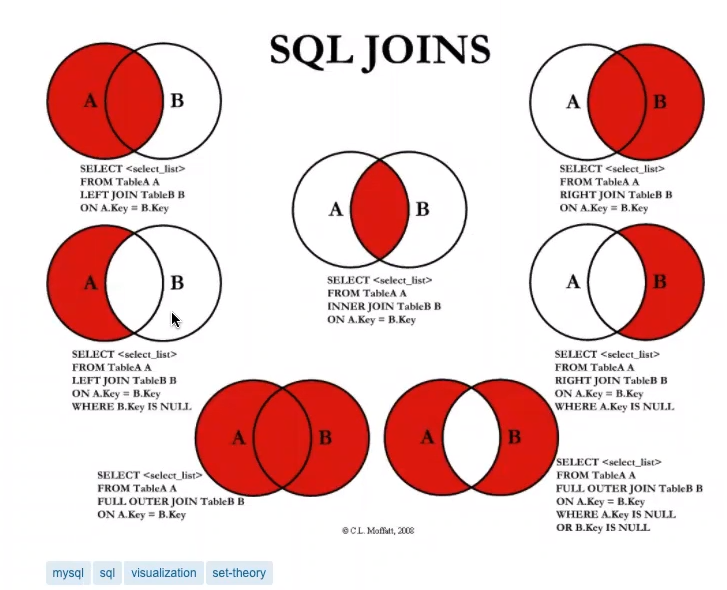 SQL JOINS
A
B
SELECT <select_list>
FROM TableA A
LEFT JOIN TableB B
ON A.Key = B.Key
A
B
SELECT <select_list>
FROM TableA A
RIGHT JOIN TableB B
ON A.Key = B.Key
A
B
SELECT <select_list>
FROM TableA A
INNER JOIN TableB B
ON A.Key = B.Key
A
B
SELECT <select_list>
FROM TableA A
LEFT JOIN TableB B
ON A.Key = B.Key
WHERE B.Key IS NULL
A
B
SELECT <select_list>
FROM TableA A
RIGHT JOIN TableB B
ON A.Key = B.Key
WHERE A.Key IS NULL
A
B
SELECT <select_list>
FROM TableA A
FULL OUTER JOIN TableB B
ON A.Key = B.Key
A
B
SELECT <select_list>
FROM TableA A
FULL OUTER JOIN TableB B
ON A.Key = B.Key
WHERE A.Key IS NULL
OR B.Key IS NULL
© C.L. Moffatt, 2008
mysql sql visualization set-theory